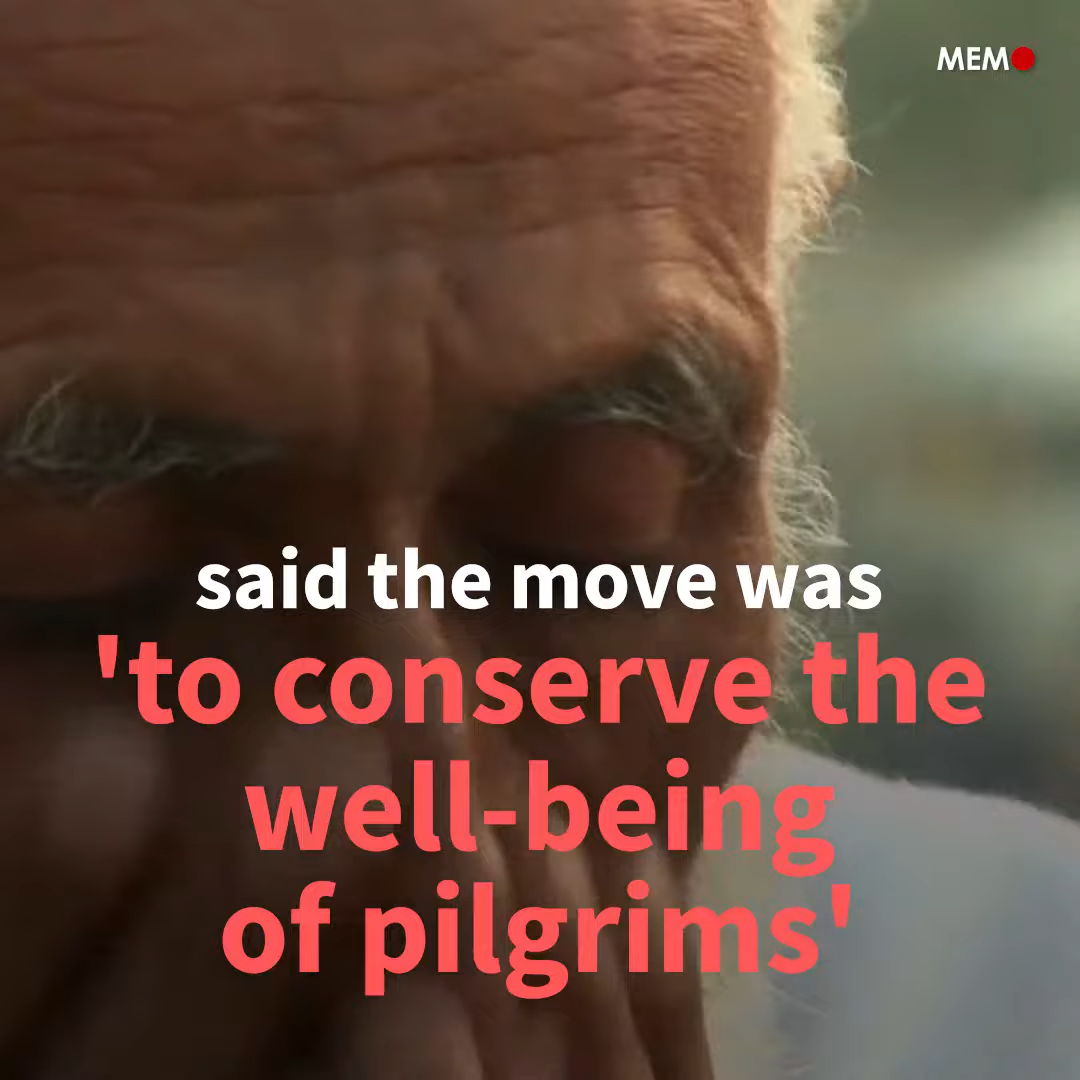 MEMO
said the move was
'to conserve the
well-being
of pilgrims'